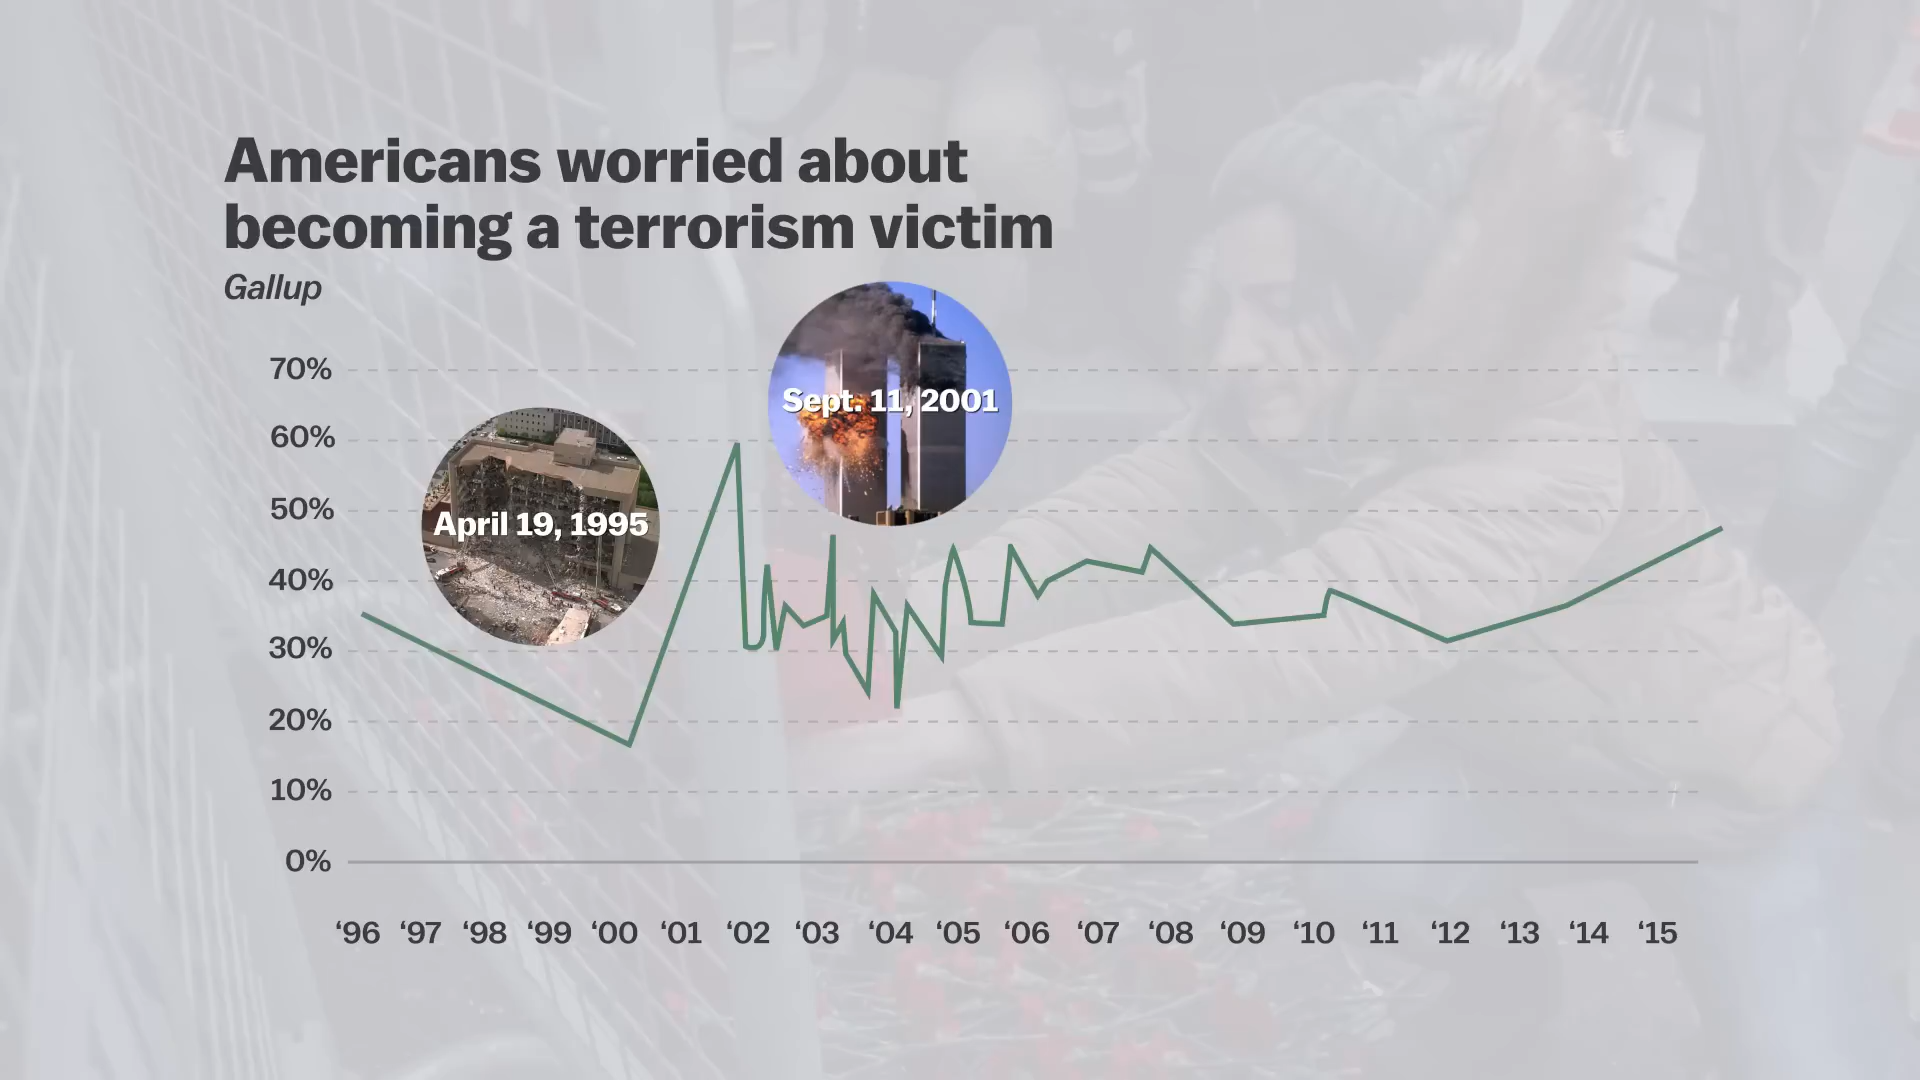 Americans worried about
becoming a terrorism victim
Gallup
70%
60%
50%
40%
30%
20%
10%
0%
April 19, 1995
Sept. 11, 2001
‘96 ‘97 ‘98 ‘99 ‘00 ‘01 ‘02 ‘03 ‘04 ‘05 ‘06 ‘07 ‘08 ‘09 ‘10 ‘11 ‘12 ‘13 ‘14 ‘15